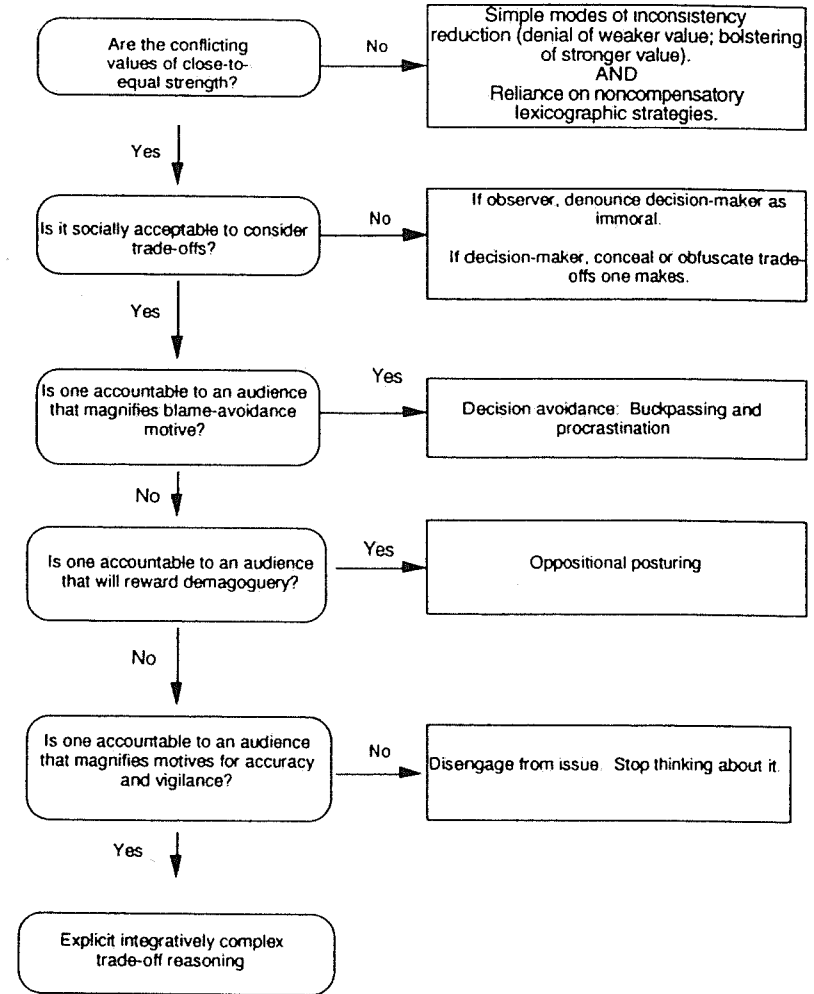 Are the conflicting
values of close-to-
equal strength?
No
Simple modes of inconsistency
reduction (denial of weaker value; bolstering
of stronger value).
AND
Reliance on noncompensatory
lexicographic strategies.
Yes
Is it socially acceptable to consider
trade-offs?
No
If observer, denounce decision-maker as
immoral.
If decision-maker, conceal or obfuscate trade-
offs one makes.
Yes
Is one accountable to an audience
that magnifies blame-avoidance
motive?
Yes
Decision avoidance: Buckpassing and
procrastination
No
Is one accountable to an audience
that will reward demagoguery?
Yes
Oppositional posturing
No
Is one accountable to an audience
that magnifies motives for accuracy
and vigilance?
No
Disengage from issue. Stop thinking about it.
Yes
Explicit integratively complex
trade-off reasoning